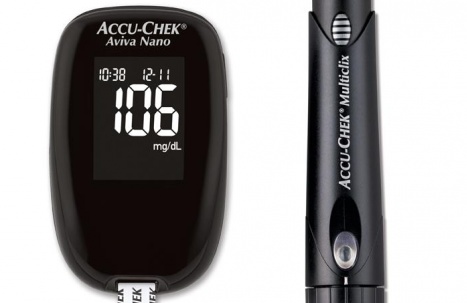 ACCU-CHEK®
Aviva Nano
10:38 12-11
106
mg/dL
ACCU-CHEK® Multiclix